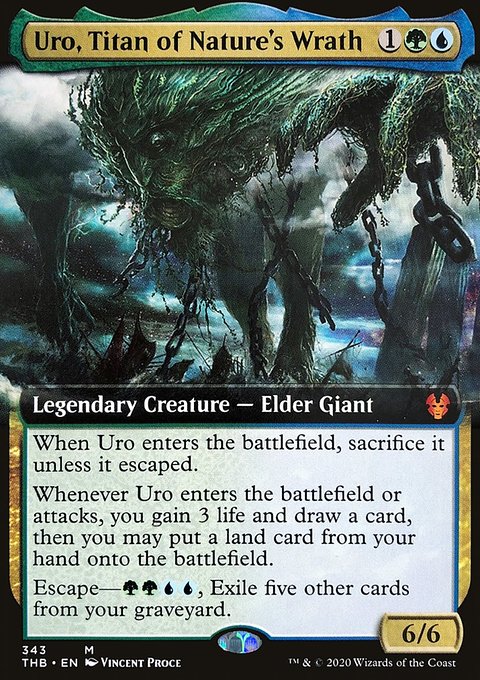 Uro, Titan of Nature's Wrath 1
Legendary Creature — Elder Giant
When Uro enters the battlefield, sacrifice it
unless it escaped.
Whenever Uro enters the battlefield or
attacks, you gain 3 life and draw a card,
then you may put a land card from your
hand onto the battlefield.
Escape—, Exile five other cards
from your graveyard.
6/6
343 M
THB • EN Vincent Proce
™ & © 2020 Wizards of the Coast